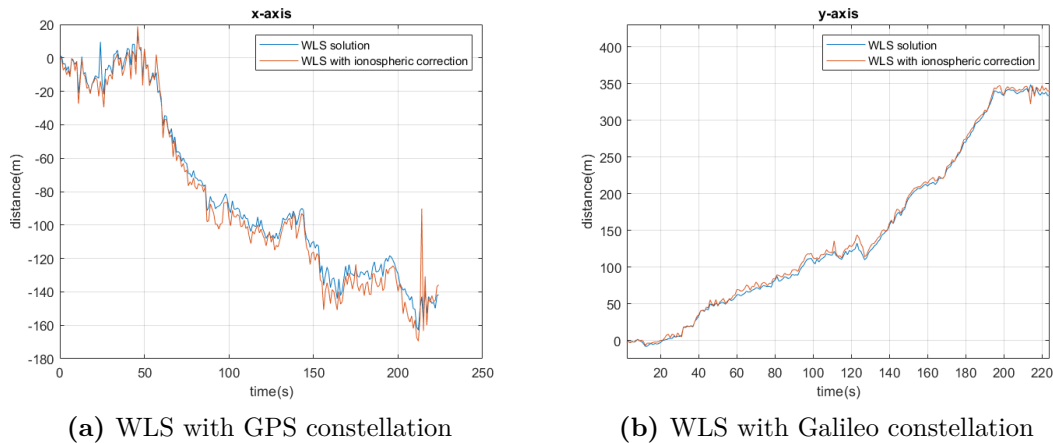 x-axis
WLS solution
WLS with ionospheric correction
20
0
-20
-40
-60
-80
-100
-120
-140
-160
-180
distance(m)
0 50 100 150 200 250
time(s)
(a) WLS with GPS constellation
y-axis
WLS solution
WLS with ionospheric correction
400
350
300
250
200
150
100
50
0
distance(m)
20 40 60 80 100 120 140 160 180 200 220
time(s)
(b) WLS with Galileo constellation